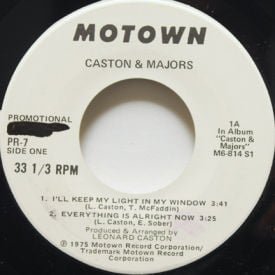 MOTOWN
CASTON & MAJORS
PROMOTIONAL
PR-7
SIDE ONE
33 1/3 RPM
1A
In Album
"Caston &
Majors"
M6-814 S1
1. I'LL KEEP MY LIGHT IN MY WINDOW 3:41
(L. Caston, T. McFaddin)
2. EVERYTHING IS ALRIGHT NOW 3:25
(L. Caston, E. Sober)
Produced & Arranged by
LEONARD CASTON
℗ 1975 Motown Record Corporation/
Trademark Motown Record
Corporation